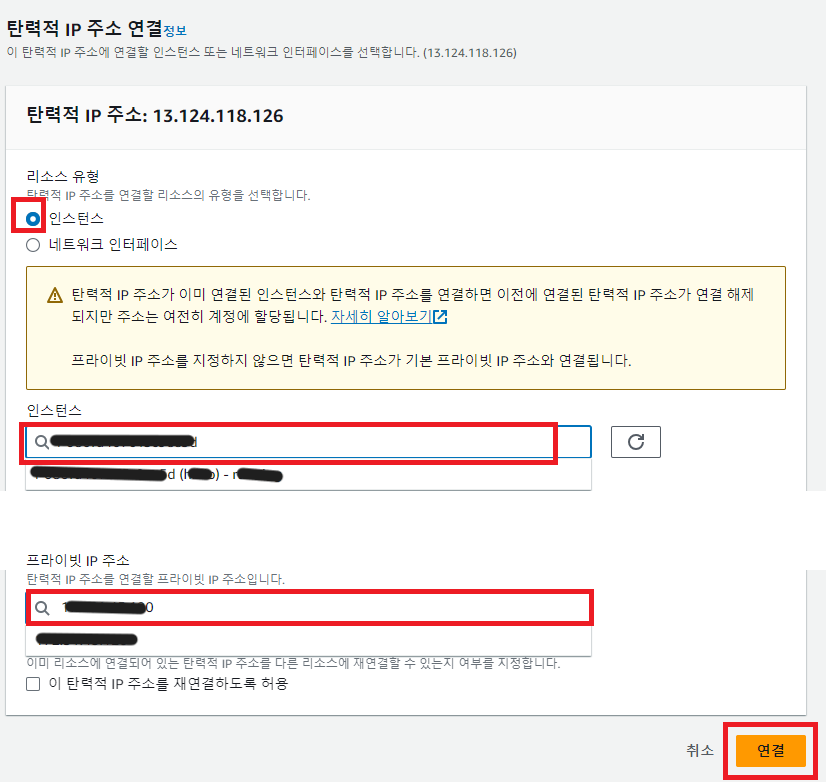 탄력적 IP 주소 연결 정보
이 탄력적 IP 주소에 연결할 인스턴스 또는 네트워크 인터페이스를 선택합니다. (13.124.118.126)
탄력적 IP 주소: 13.124.118.126
리소스 유형
탄력적 IP 주소를 연결할 리소스의 유형을 선택합니다.
인스턴스
네트워크 인터페이스
탄력적 IP 주소가 이미 연결된 인스턴스와 탄력적 IP 주소를 연결하면 이전에 연결된 탄력적 IP 주소가 연결 해제
되지만 주소는 여전히 계정에 할당됩니다. 자세히 알아보기
프라이빗 IP 주소를 지정하지 않으면 탄력적 IP 주소가 기본 프라이빗 IP 주소와 연결됩니다.
인스턴스
프라이빗 IP 주소
탄력적 IP 주소를 연결할 프라이빗 IP 주소입니다.
이미 리소스에 연결되어 있는 탄력적 IP 주소를 다른 리소스에 재연결할 수 있는지 여부를 지정합니다.
이 탄력적 IP 주소를 재연결하도록 허용
취소 연결